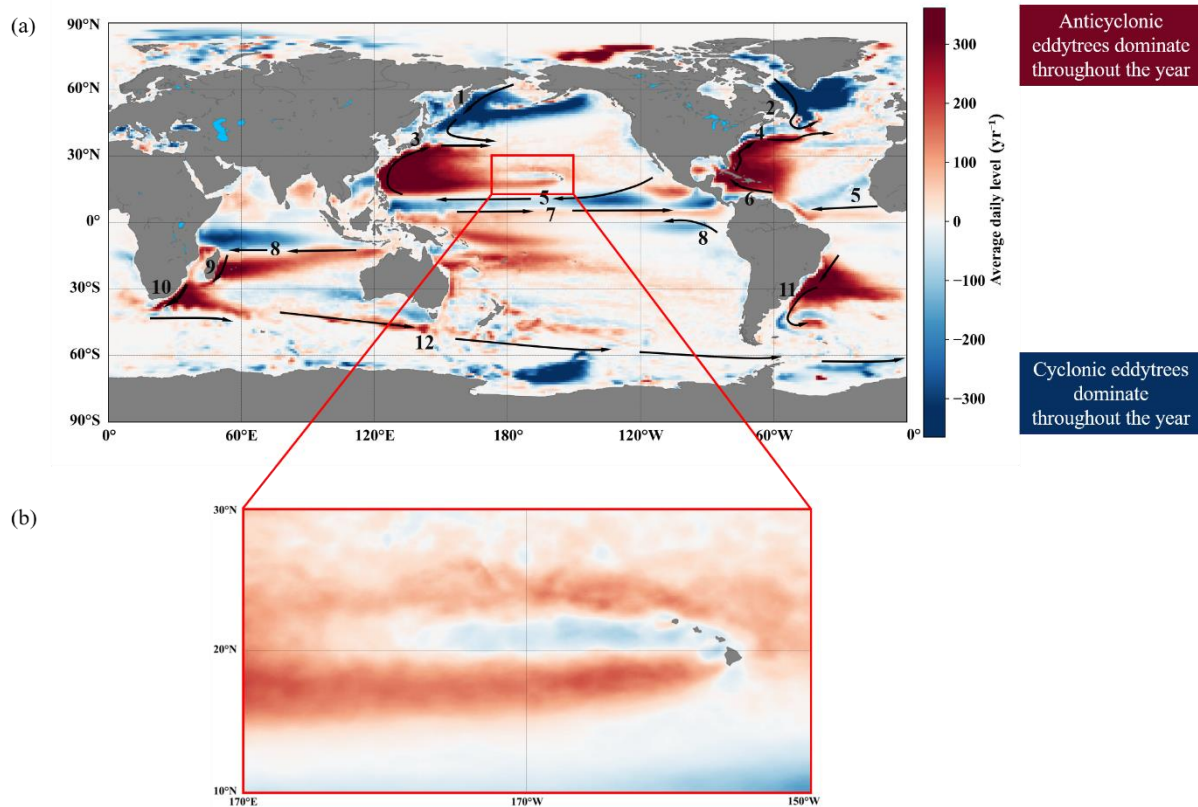 (a)
90°N
60°N
30°N
0°
30°S
60°S
90°S
0°
60°E
120°E
180°
120°W
60°W
0°
1
2
3
4
5
5
6
7
8
8
9
10
11
12
300
200
100
0
−100
−200
−300
Average daily level (yr⁻¹)
Anticyclonic
eddytrees dominate
throughout the year
Cyclonic eddytrees
dominate
throughout the year
(b)
30°N
20°N
10°N
170°E
170°W
150°W